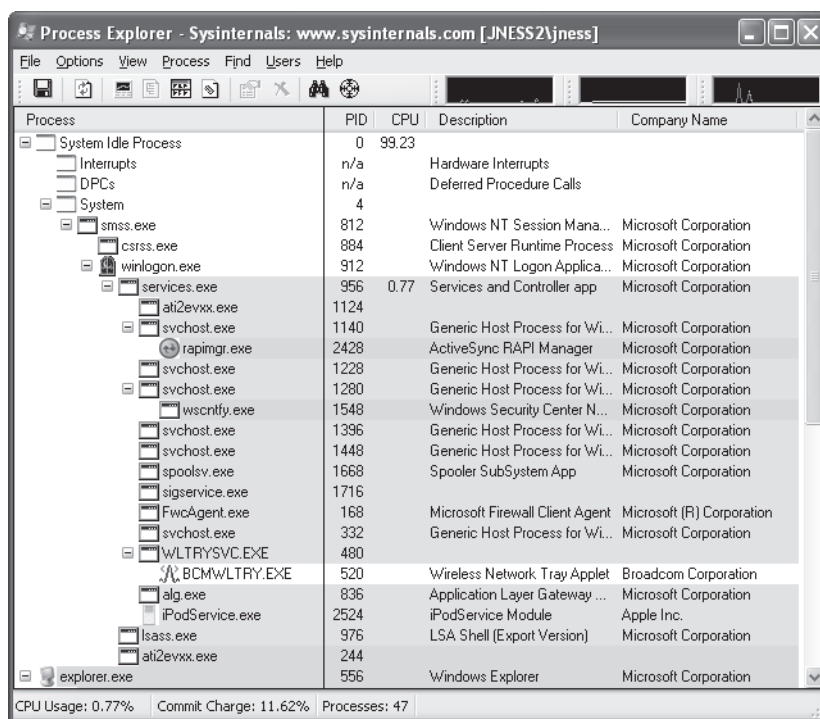 Process Explorer - Sysinternals: www.sysinternals.com [JNESS2\jness]
File Options View Process Find Users Help
Process PID CPU Description Company Name
System Idle Process 0 99.23
Interrupts n/a Hardware Interrupts
DPCs n/a Deferred Procedure Calls
System 4
smss.exe 812 Windows NT Session Mana... Microsoft Corporation
csrss.exe 884 Client Server Runtime Process Microsoft Corporation
winlogon.exe 912 Windows NT Logon Applica... Microsoft Corporation
services.exe 956 0.77 Services and Controller app Microsoft Corporation
ati2evxx.exe 1124
svchost.exe 1140 Generic Host Process for Wi... Microsoft Corporation
rapimgr.exe 2428 ActiveSync RAPI Manager Microsoft Corporation
svchost.exe 1228 Generic Host Process for Wi... Microsoft Corporation
svchost.exe 1280 Generic Host Process for Wi... Microsoft Corporation
wscntfy.exe 1548 Windows Security Center N... Microsoft Corporation
svchost.exe 1396 Generic Host Process for Wi... Microsoft Corporation
svchost.exe 1448 Generic Host Process for Wi... Microsoft Corporation
spoolsv.exe 1668 Spooler SubSystem App Microsoft Corporation
sigservice.exe 1716
FwcAgent.exe 168 Microsoft Firewall Client Agent Microsoft (R) Corporation
svchost.exe 332 Generic Host Process for Wi... Microsoft Corporation
WLTRYSVC.EXE 480
BCMWLTRY.EXE 520 Wireless Network Tray Applet Broadcom Corporation
alg.exe 836 Application Layer Gateway ... Microsoft Corporation
iPodService.exe 2524 iPodService Module Apple Inc.
lsass.exe 976 LSA Shell (Export Version) Microsoft Corporation
ati2evxx.exe 244
explorer.exe 556 Windows Explorer Microsoft Corporation
CPU Usage: 0.77% Commit Charge: 11.62% Processes: 47